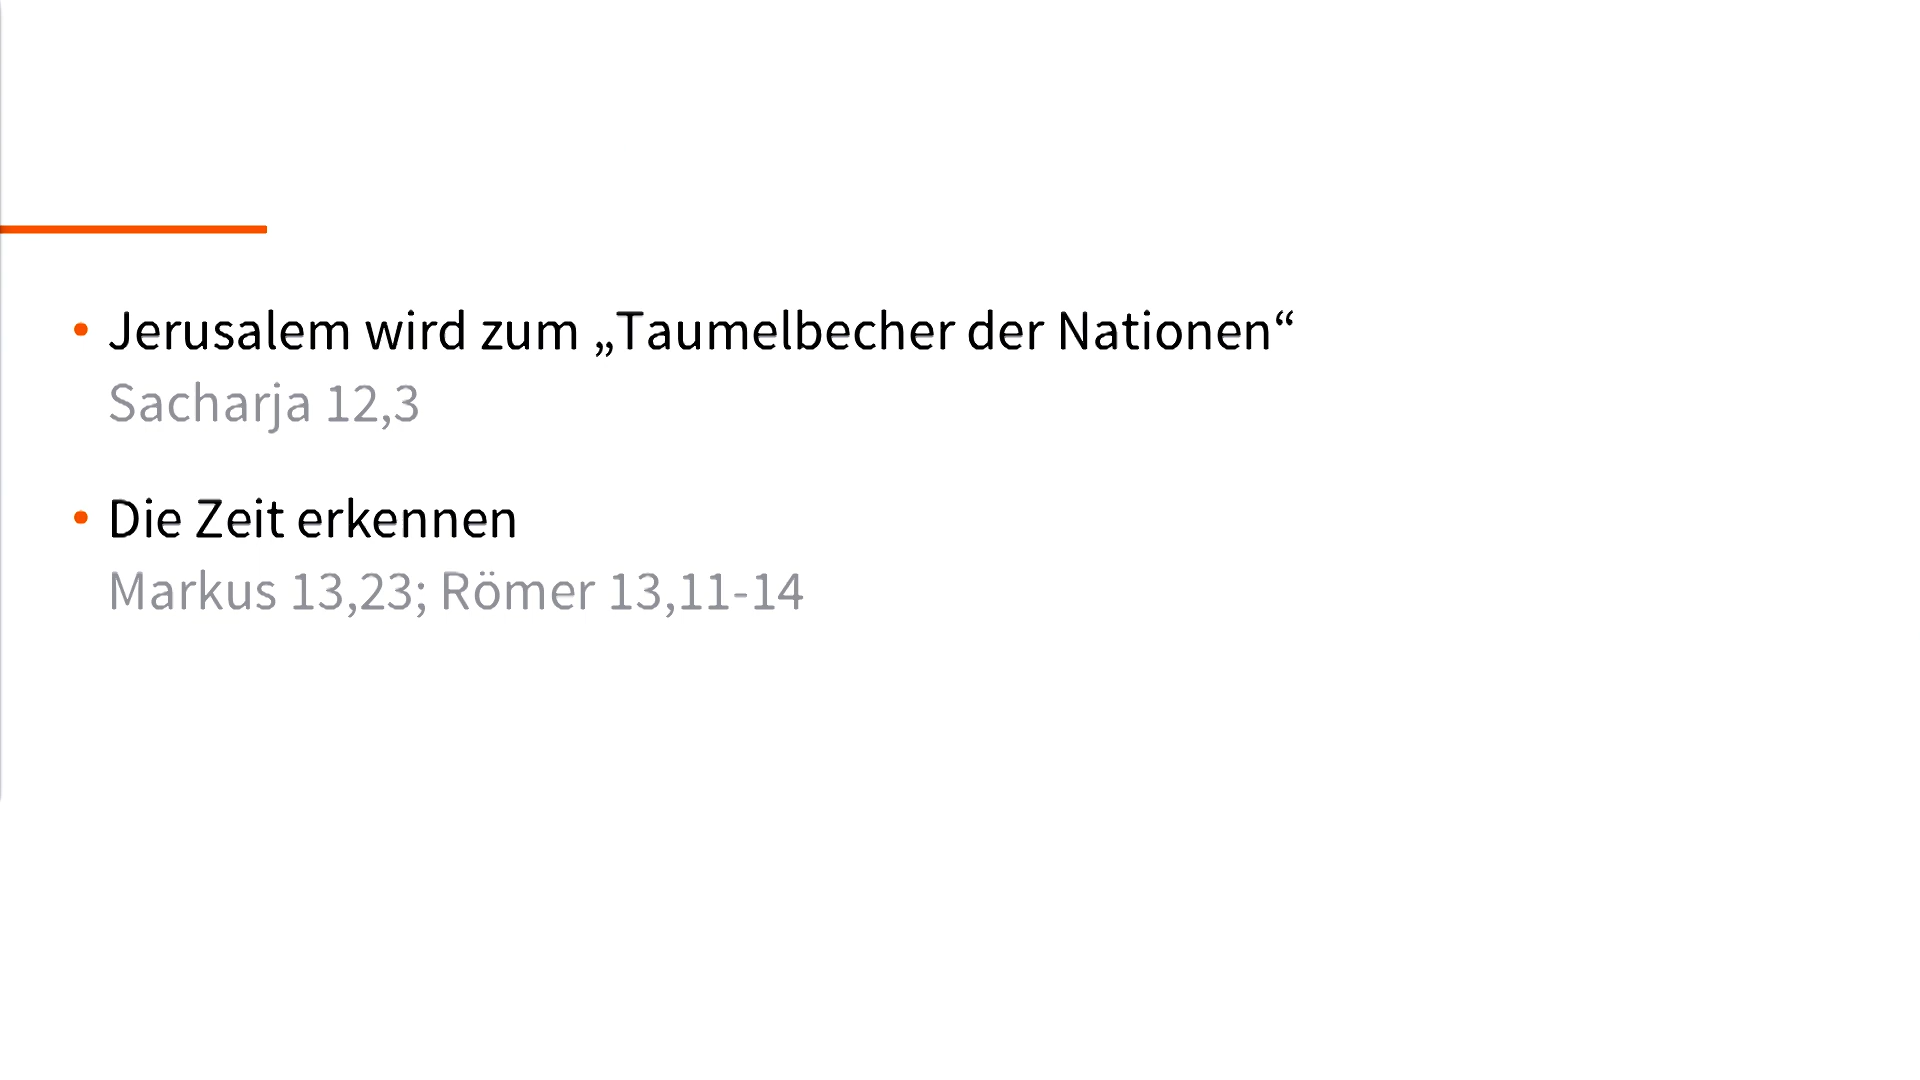 • Jerusalem wird zum „Taumelbecher der Nationen“
Sacharja 12,3
• Die Zeit erkennen
Markus 13,23; Römer 13,11-14